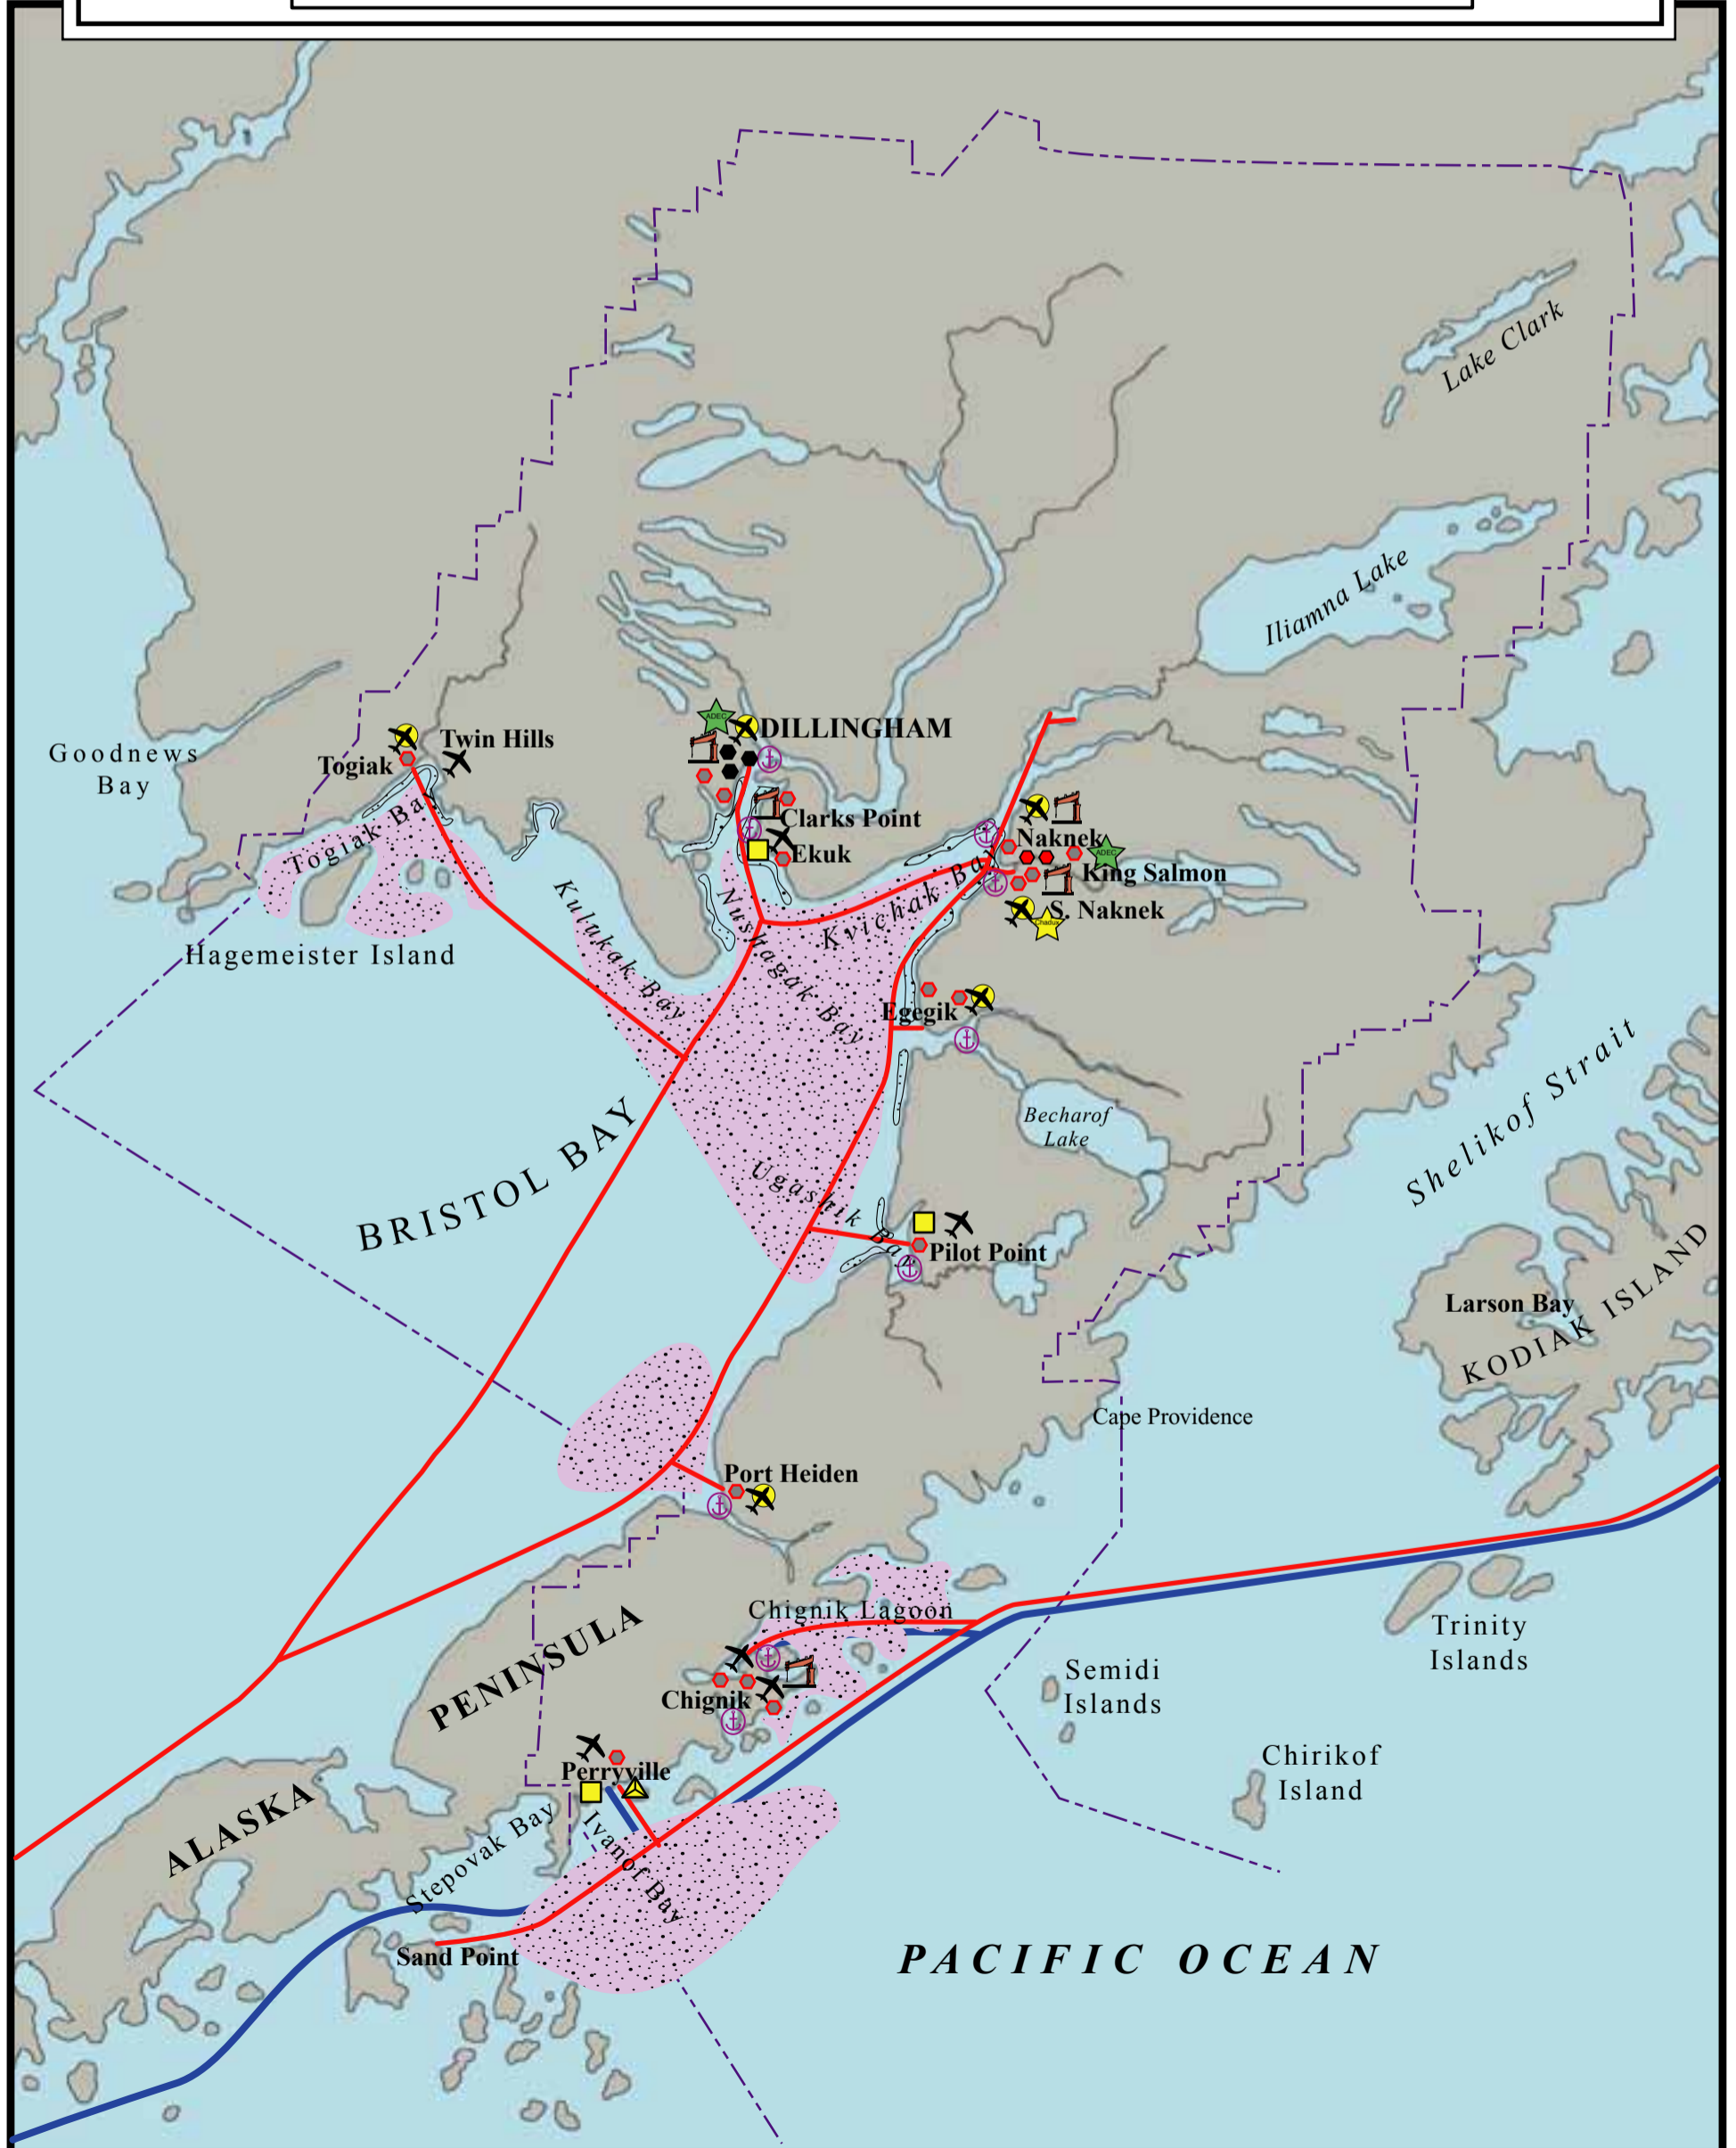 Lake Clark
Iliamna Lake
ADEC
DILLINGHAM
Twin Hills
Togiak
Goodnews
Bay
Togiak Bay
Clarks Point
Ekuk
Naknek
ADEC
King Salmon
S. Naknek
Chadux
Kvichak Bay
Nushagak Bay
Kulukak Bay
Hagemeister Island
Egegik
Becharof
Lake
Shelikof Strait
BRISTOL BAY
Ugashik Bay
Pilot Point
Larson Bay
KODIAK ISLAND
Cape Providence
Port Heiden
Chignik Lagoon
PENINSULA
Trinity
Islands
Semidi
Islands
Chignik
Chirikof
Island
Perryville
ALASKA
Stepovak Bay
Ivanof Bay
Sand Point
PACIFIC OCEAN